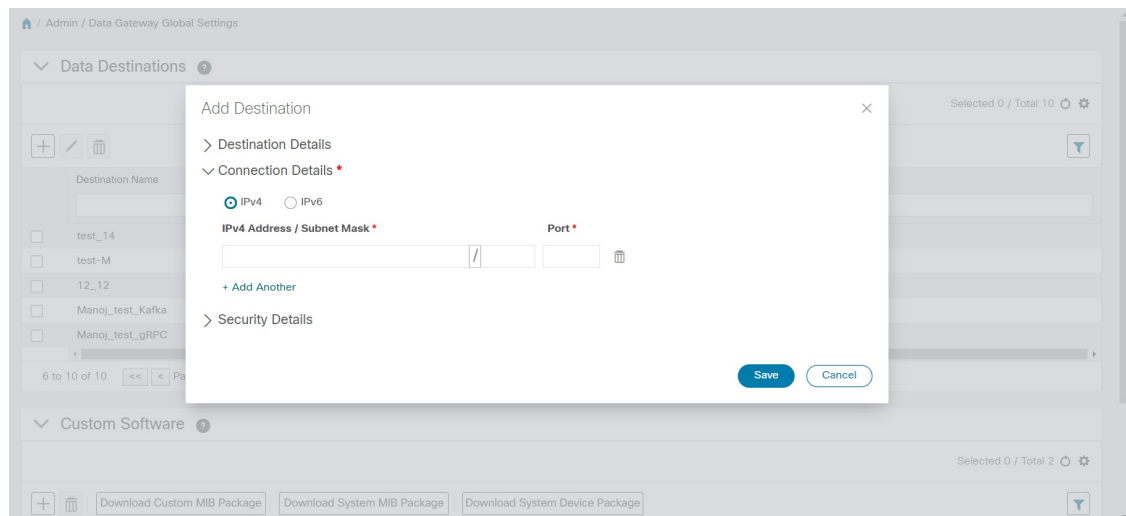 / Admin / Data Gateway Global Settings
Data Destinations ?
Selected 0 / Total 10
Add Destination
Destination Details
Connection Details *
IPv4 IPv6
IPv4 Address / Subnet Mask * Port *
/
+ Add Another
Security Details
Save Cancel
Destination Name
test_14
test-M
12_12
Manoj_test_Kafka
Manoj_test_gRPC
6 to 10 of 10 << < Pa
Custom Software ?
Selected 0 / Total 2
Download Custom MIB Package Download System MIB Package Download System Device Package